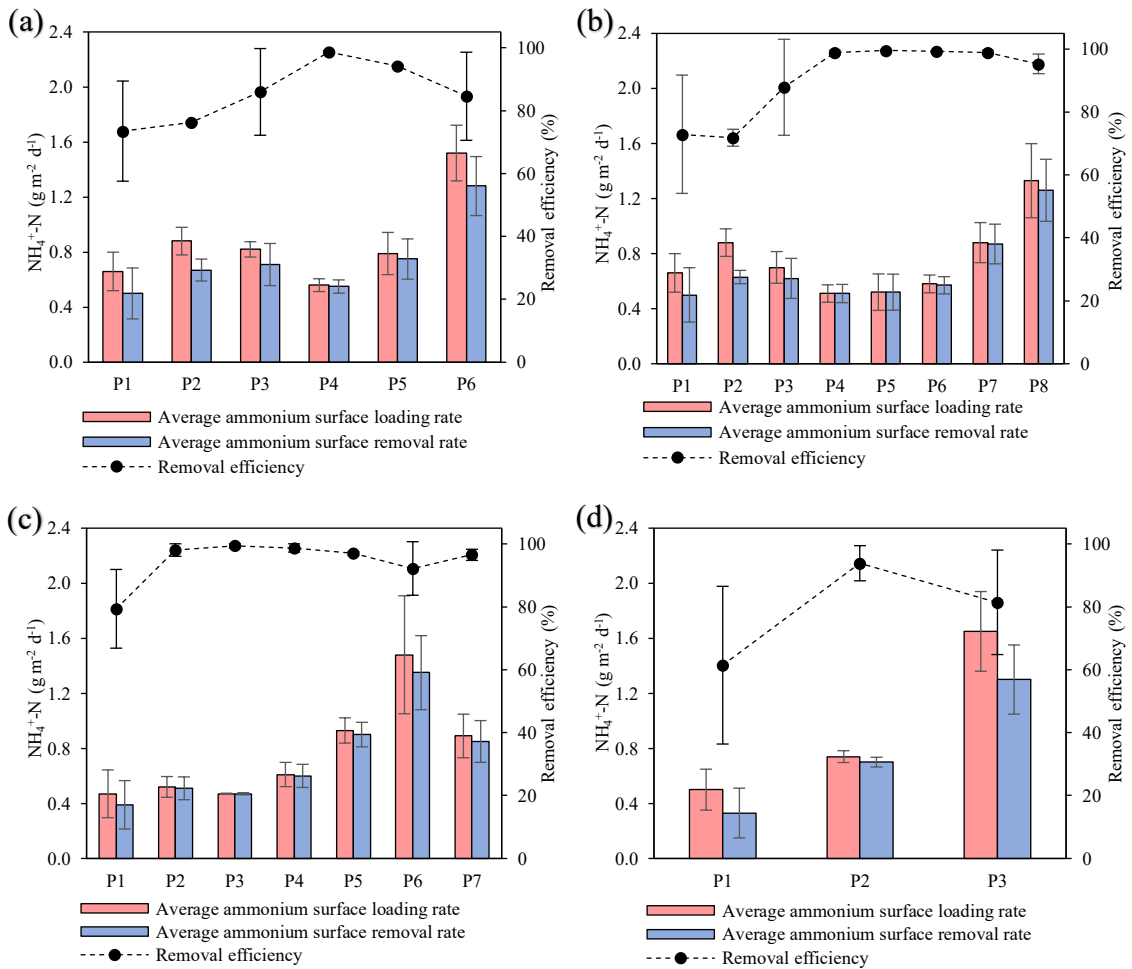 (a)
NH₄⁺-N (g m⁻² d⁻¹)
2.4
2.0
1.6
1.2
0.8
0.4
0.0
100
80
60
40
20
0
Removal efficiency (%)
P1 P2 P3 P4 P5 P6
Average ammonium surface loading rate
Average ammonium surface removal rate
Removal efficiency
(b)
NH₄⁺-N (g m⁻² d⁻¹)
2.4
2.0
1.6
1.2
0.8
0.4
0.0
100
80
60
40
20
0
Removal efficiency (%)
P1 P2 P3 P4 P5 P6 P7 P8
Average ammonium surface loading rate
Average ammonium surface removal rate
Removal efficiency
(c)
NH₄⁺-N (g m⁻² d⁻¹)
2.4
2.0
1.6
1.2
0.8
0.4
0.0
100
80
60
40
20
0
Removal efficiency (%)
P1 P2 P3 P4 P5 P6 P7
Average ammonium surface loading rate
Average ammonium surface removal rate
Removal efficiency
(d)
NH₄⁺-N (g m⁻² d⁻¹)
2.4
2.0
1.6
1.2
0.8
0.4
0.0
100
80
60
40
20
0
Removal efficiency (%)
P1 P2 P3
Average ammonium surface loading rate
Average ammonium surface removal rate
Removal efficiency